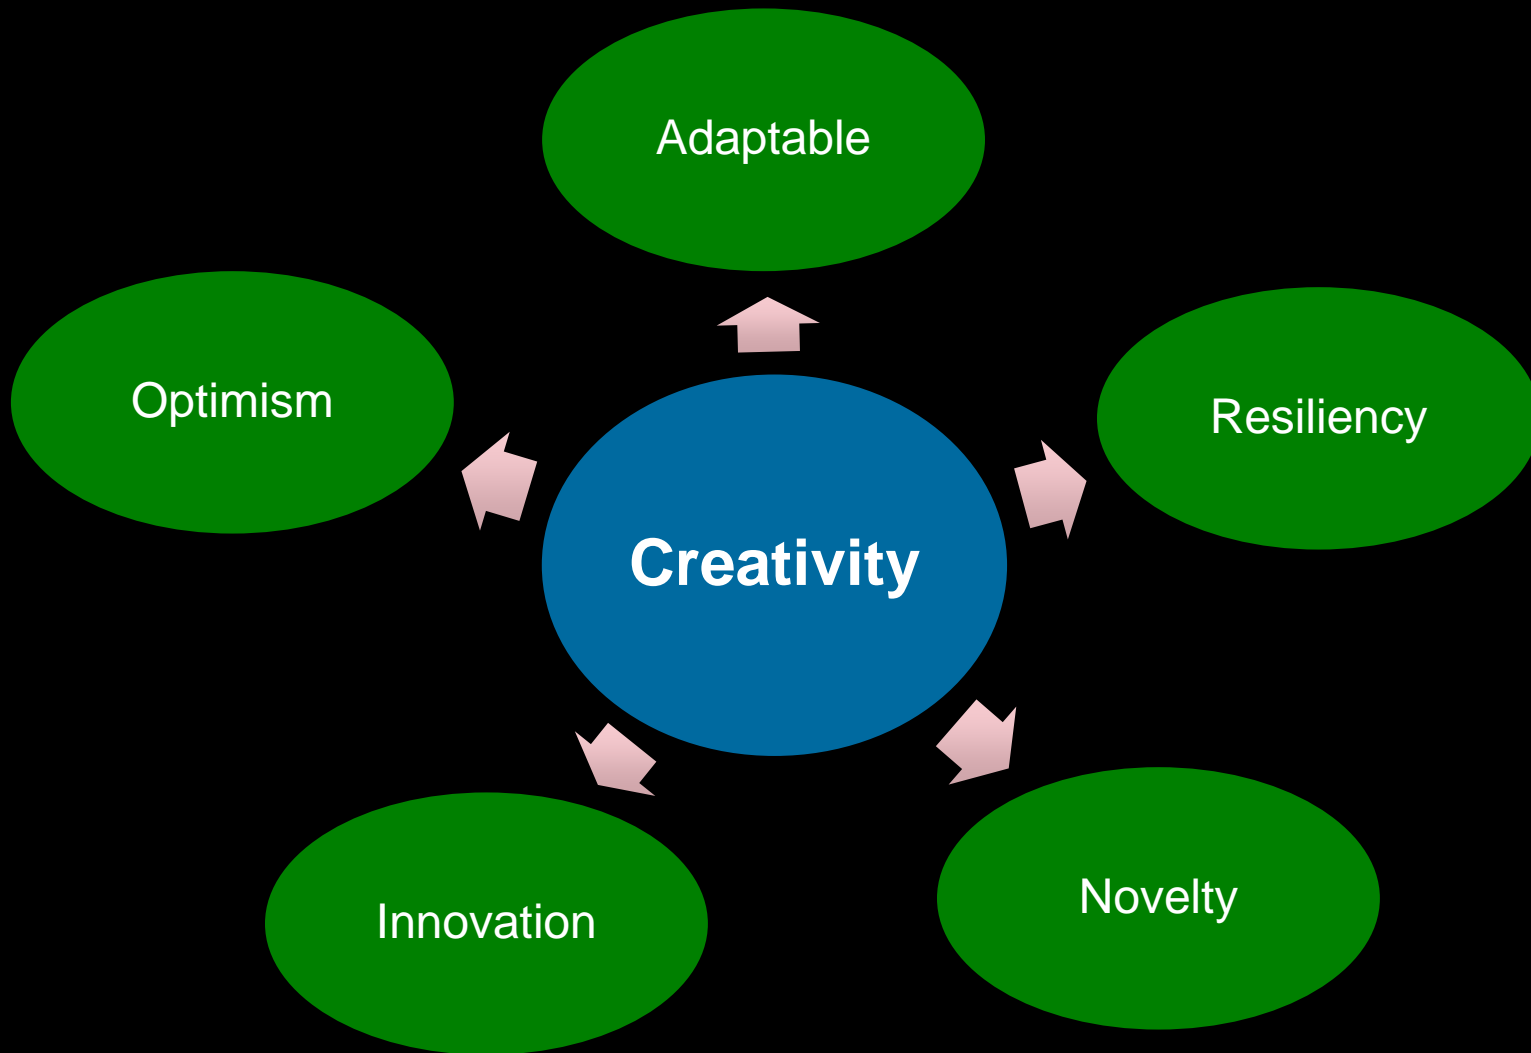 Adaptable
Optimism
Resiliency
Creativity
Novelty
Innovation